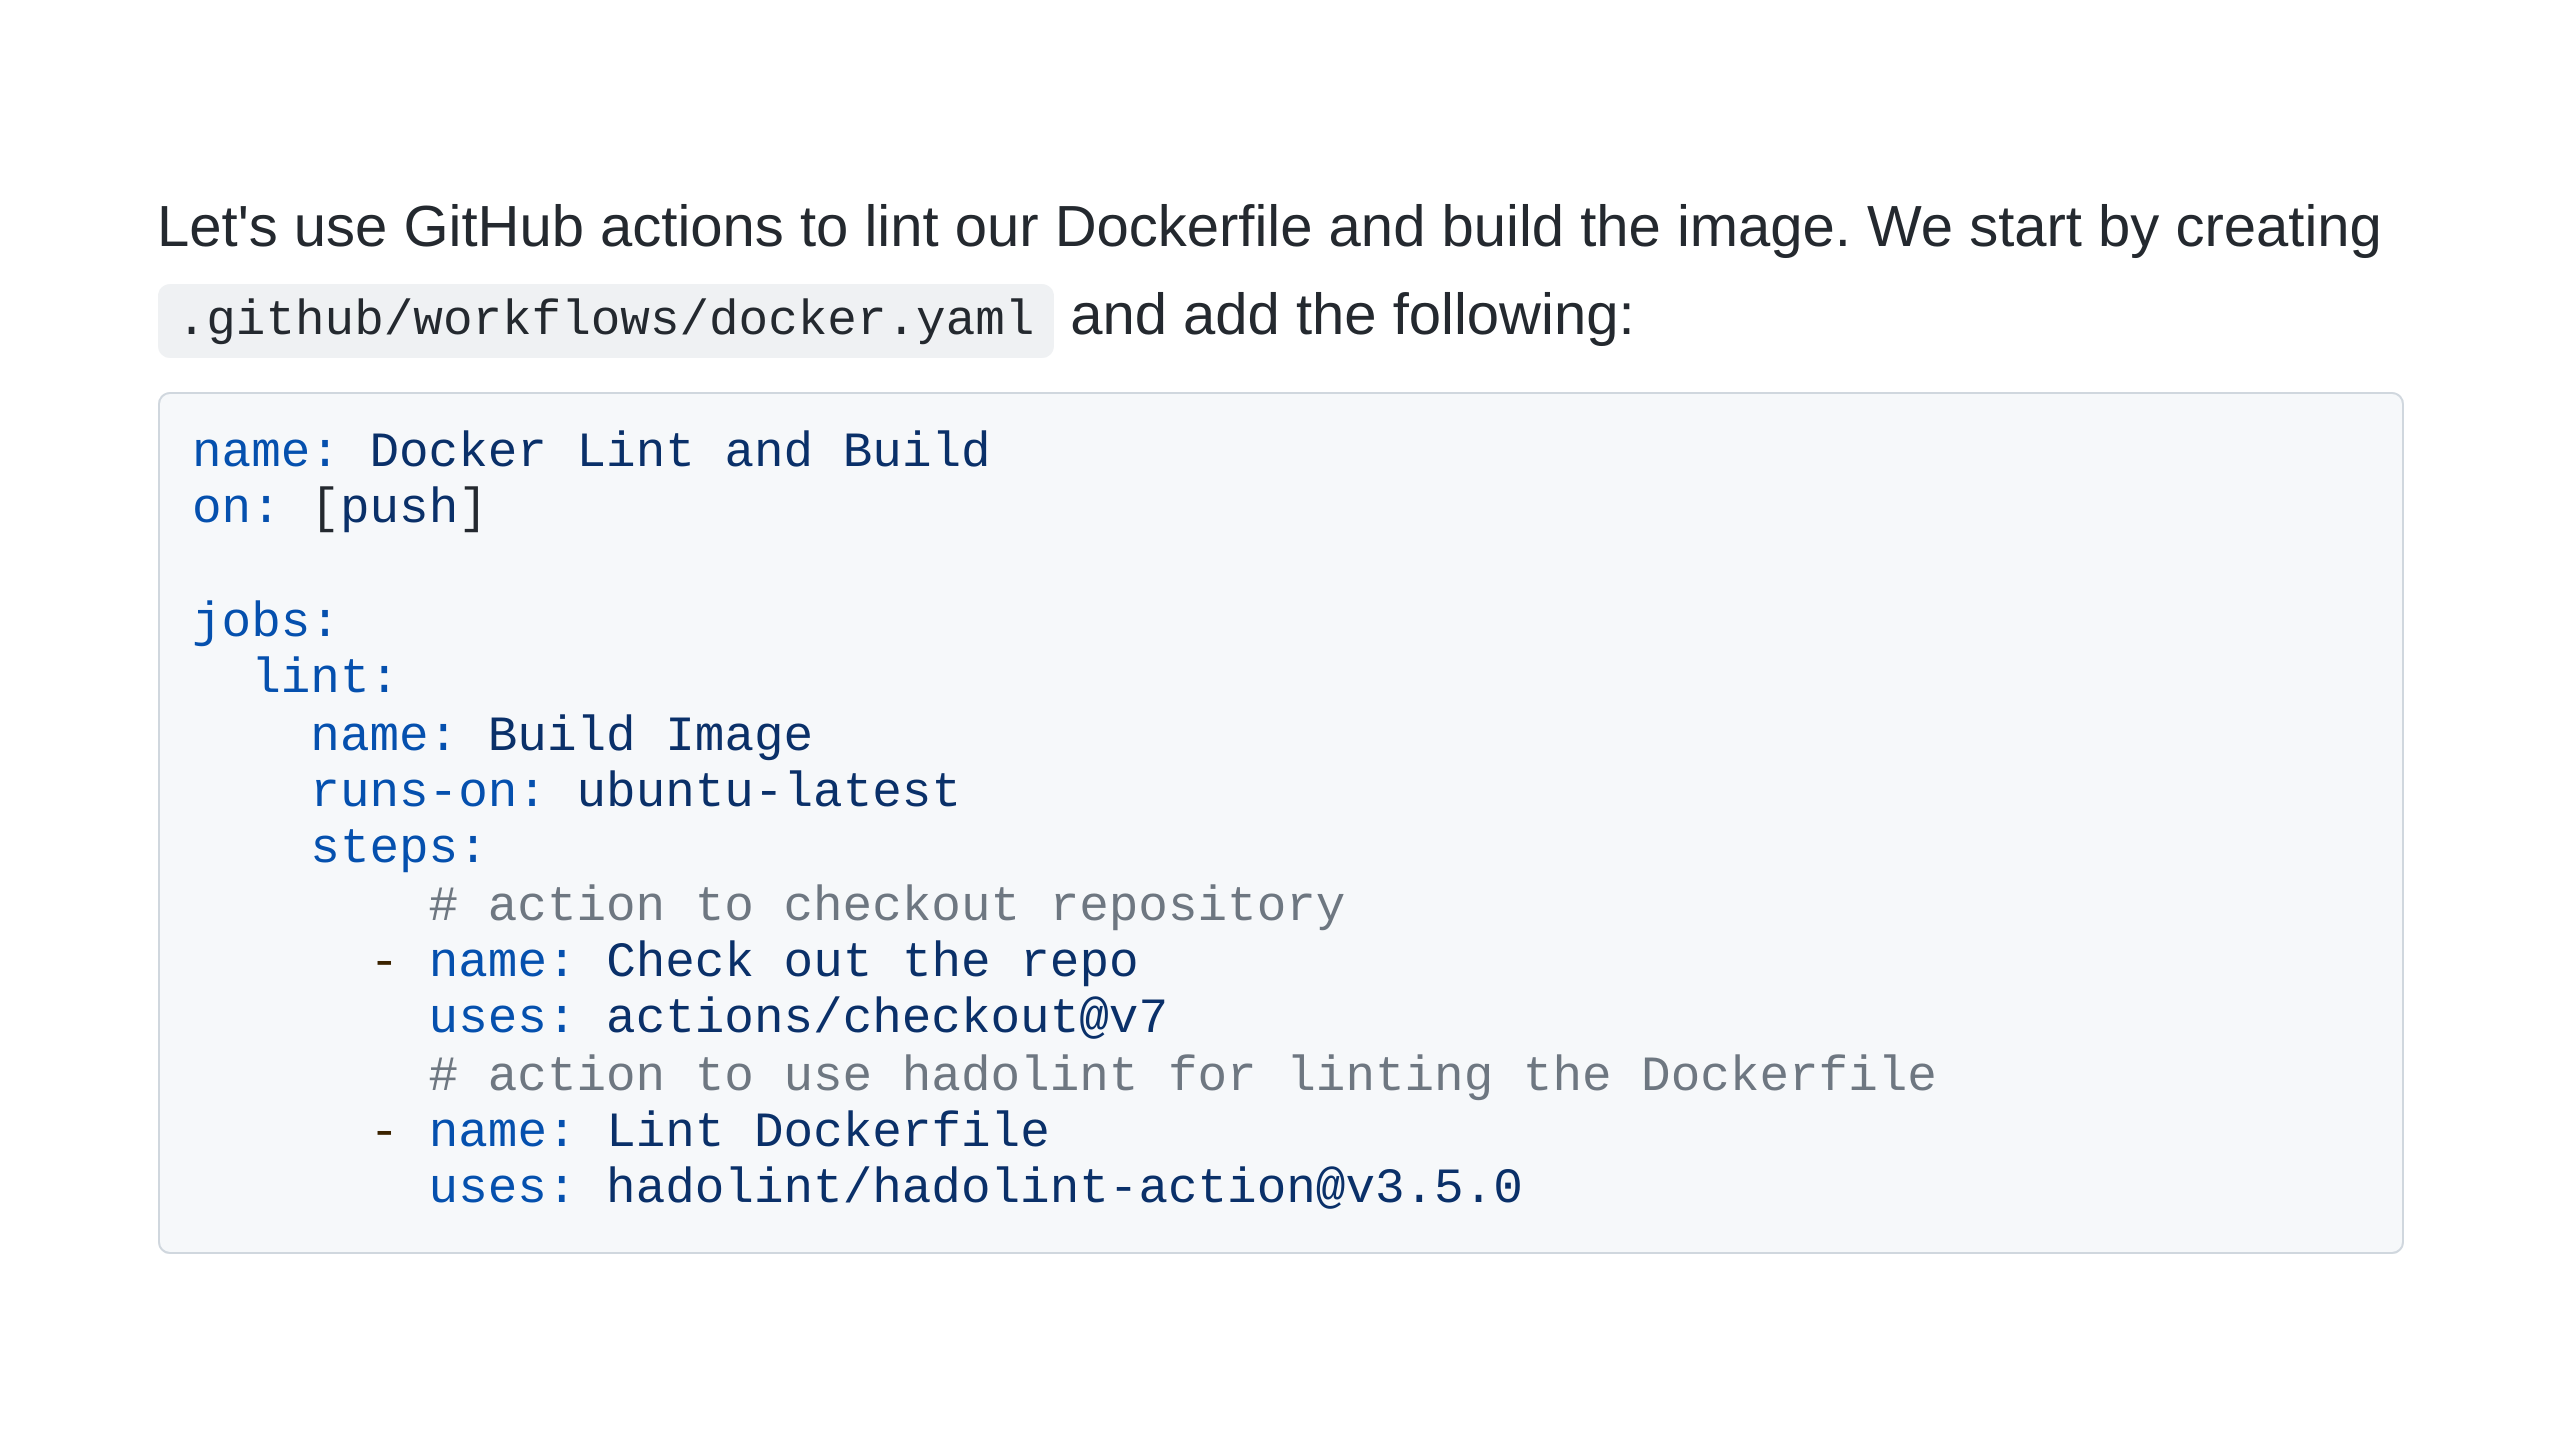 Let's use GitHub actions to lint our Dockerfile and build the image. We start by creating
.github/workflows/docker.yaml and add the following:
name: Docker Lint and Build
on: [push]
jobs:
  lint:
    name: Build Image
    runs-on: ubuntu-latest
    steps:
        # action to checkout repository
      - name: Check out the repo
        uses: actions/checkout@v7
        # action to use hadolint for linting the Dockerfile
      - name: Lint Dockerfile
        uses: hadolint/hadolint-action@v3.5.0